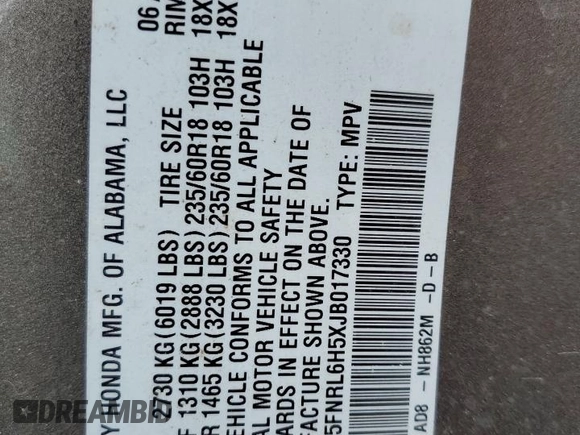 Y HONDA MFG. OF ALABAMA, LLC 06
2730 KG (6019 LBS) TIRE SIZE RIM
F 1310 KG (2888 LBS) 235/60R18 103H 18X
R 1465 KG (3230 LBS) 235/60R18 103H 18X
EHICLE CONFORMS TO ALL APPLICABLE
AL MOTOR VEHICLE SAFETY
ARDS IN EFFECT ON THE DATE OF
FACTURE SHOWN ABOVE.
5FNRL6H5XJB017330 TYPE: MPV
AD8 - NH862M -D -B
DREAMBID